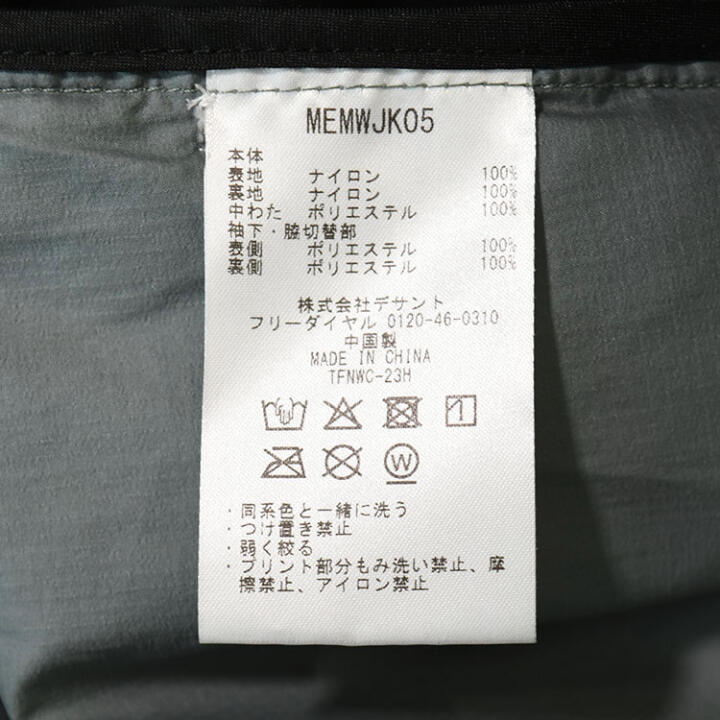 MEMWJK05
本体
表地 ナイロン 100%
裏地 ナイロン 100%
中わた ポリエステル 100%
袖下・脇切替部
表側 ポリエステル 100%
裏側 ポリエステル 100%
株式会社デサント
フリーダイヤル 0120-46-0310
中国製
MADE IN CHINA
TFNWC-23H
W
・同系色と一緒に洗う
・つけ置き禁止
・弱く絞る
・プリント部分もみ洗い禁止、摩
擦禁止、アイロン禁止